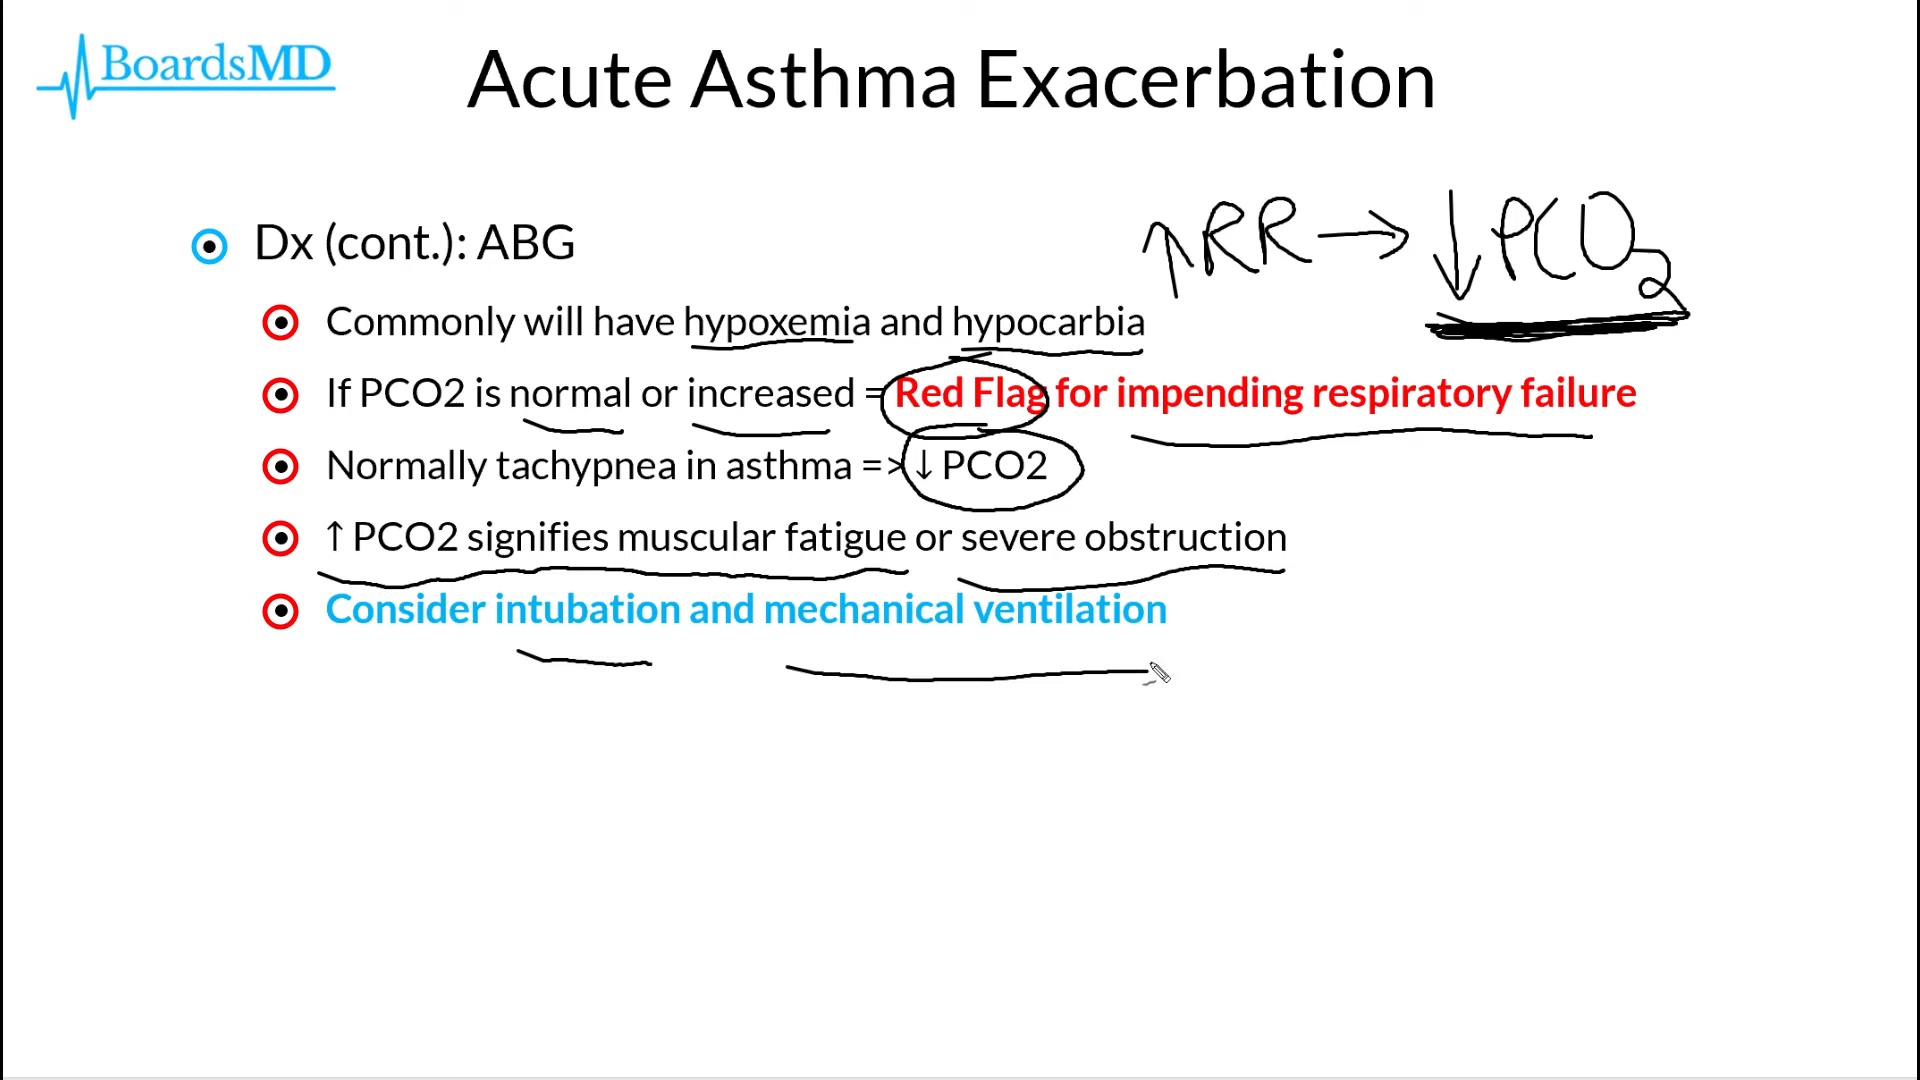 BoardsMD
Acute Asthma Exacerbation
Dx (cont.): ABG
↑RR → ↓PCO2
Commonly will have hypoxemia and hypocarbia
If PCO2 is normal or increased = Red Flag for impending respiratory failure
Normally tachypnea in asthma => ↓ PCO2
↑ PCO2 signifies muscular fatigue or severe obstruction
Consider intubation and mechanical ventilation